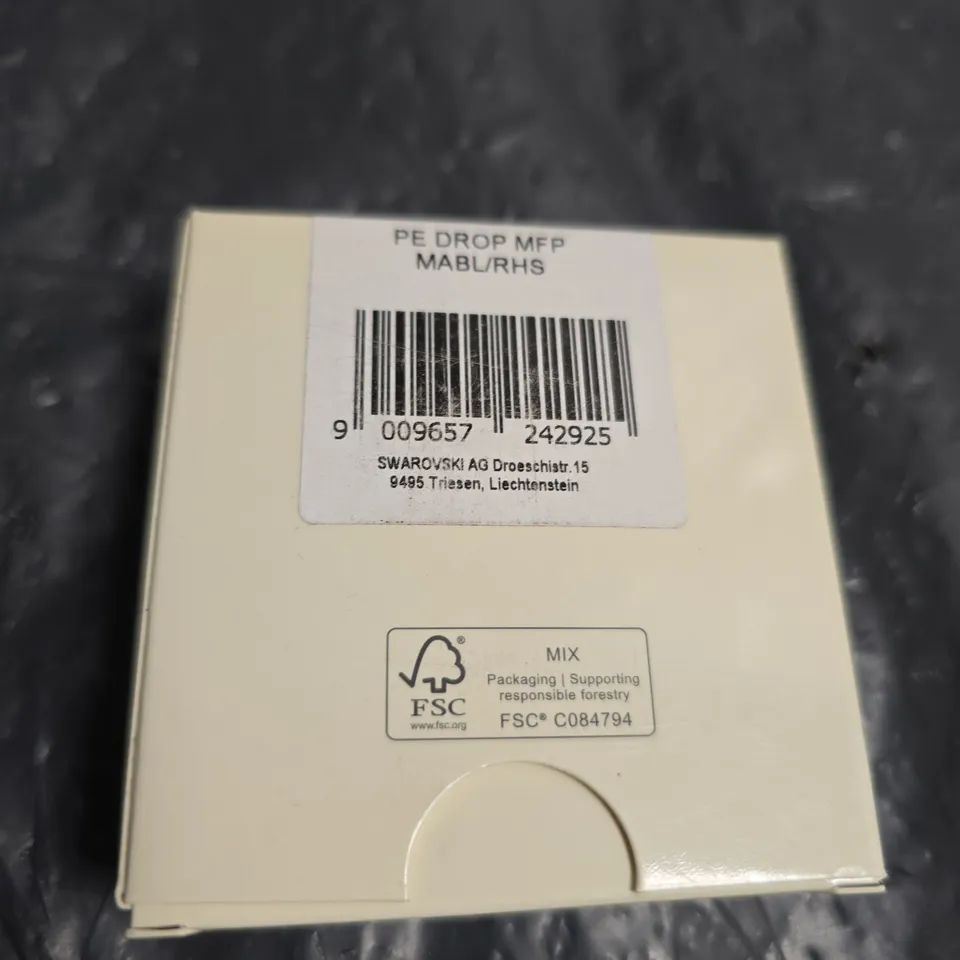 PE DROP MFP
MABL/RHS
9 009657 242925
SWAROVSKI AG Droeschistr.15
9495 Triesen, Liechtenstein
FSC®
www.fsc.org
MIX
Packaging | Supporting
responsible forestry
FSC® C084794